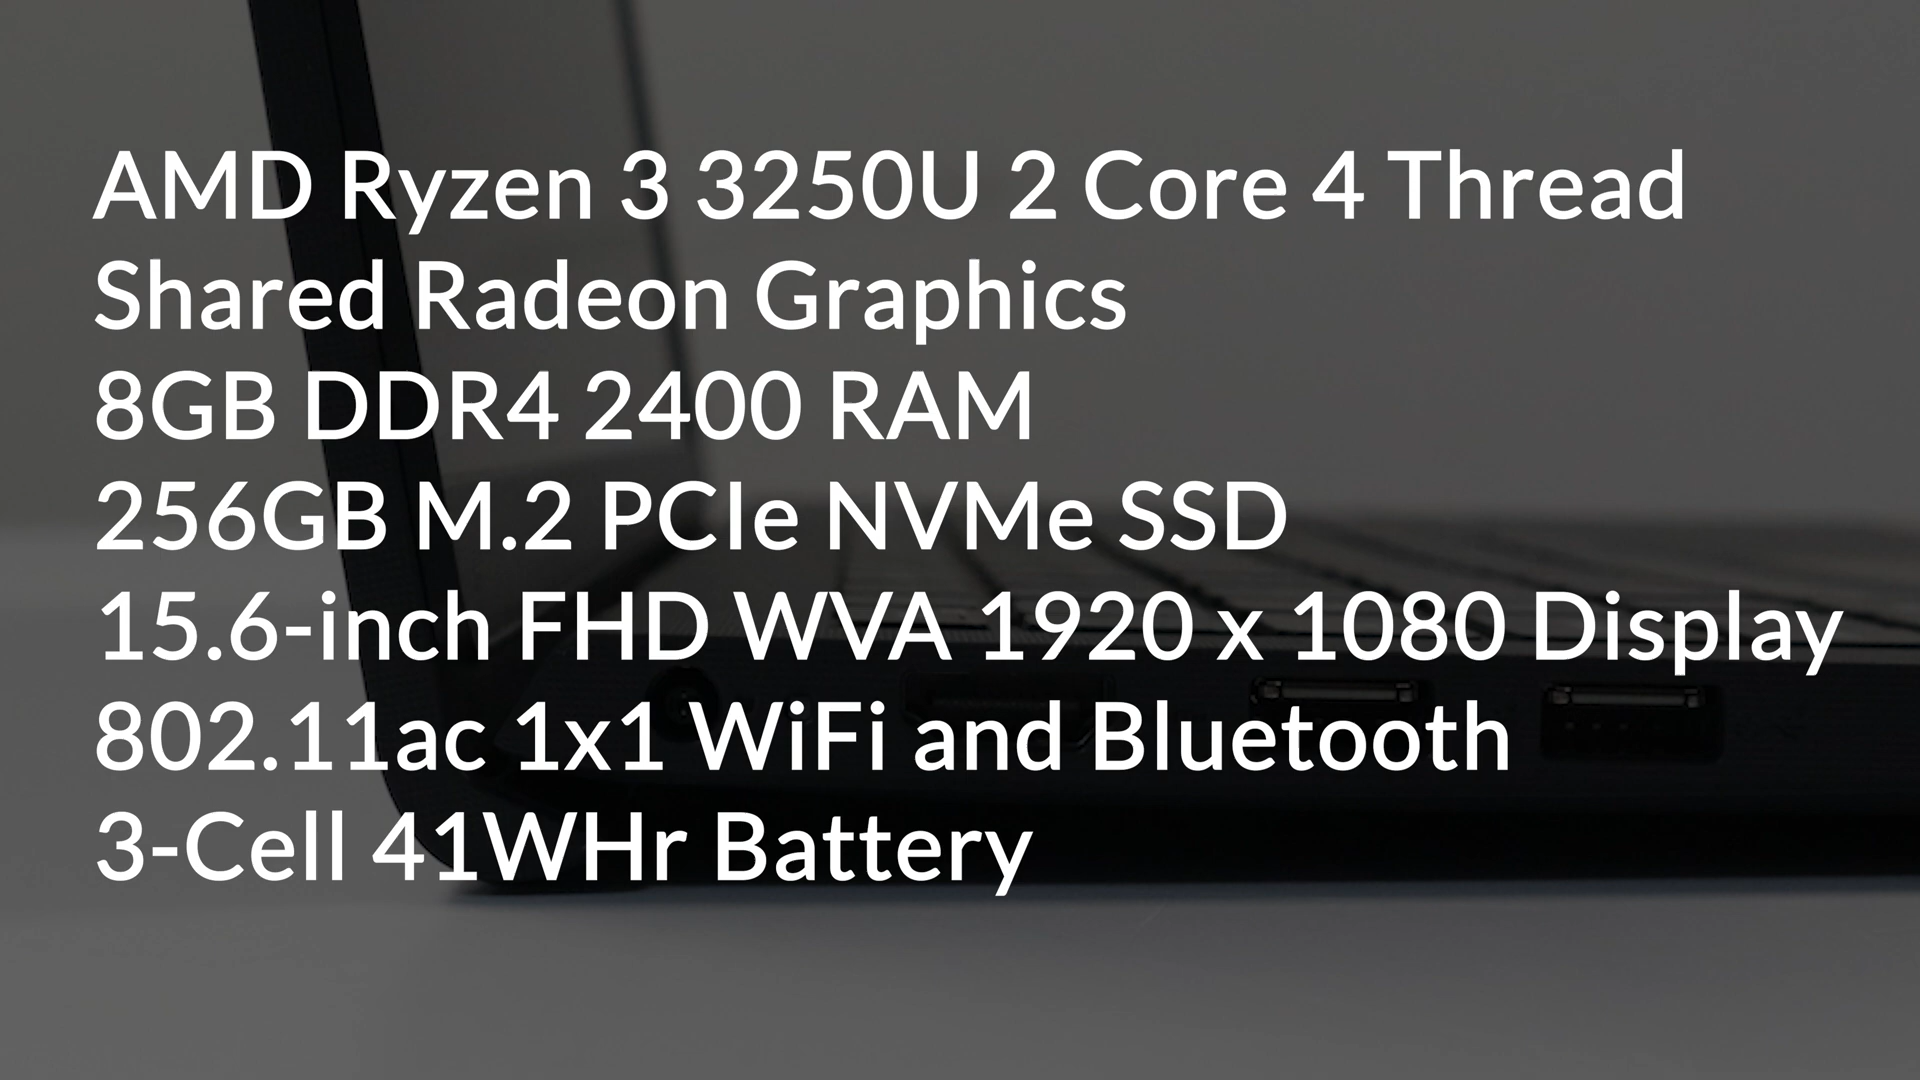 AMD Ryzen 3 3250U 2 Core 4 Thread
Shared Radeon Graphics
8GB DDR4 2400 RAM
256GB M.2 PCIe NVMe SSD
15.6-inch FHD WVA 1920 x 1080 Display
802.11ac 1x1 WiFi and Bluetooth
3-Cell 41WHr Battery